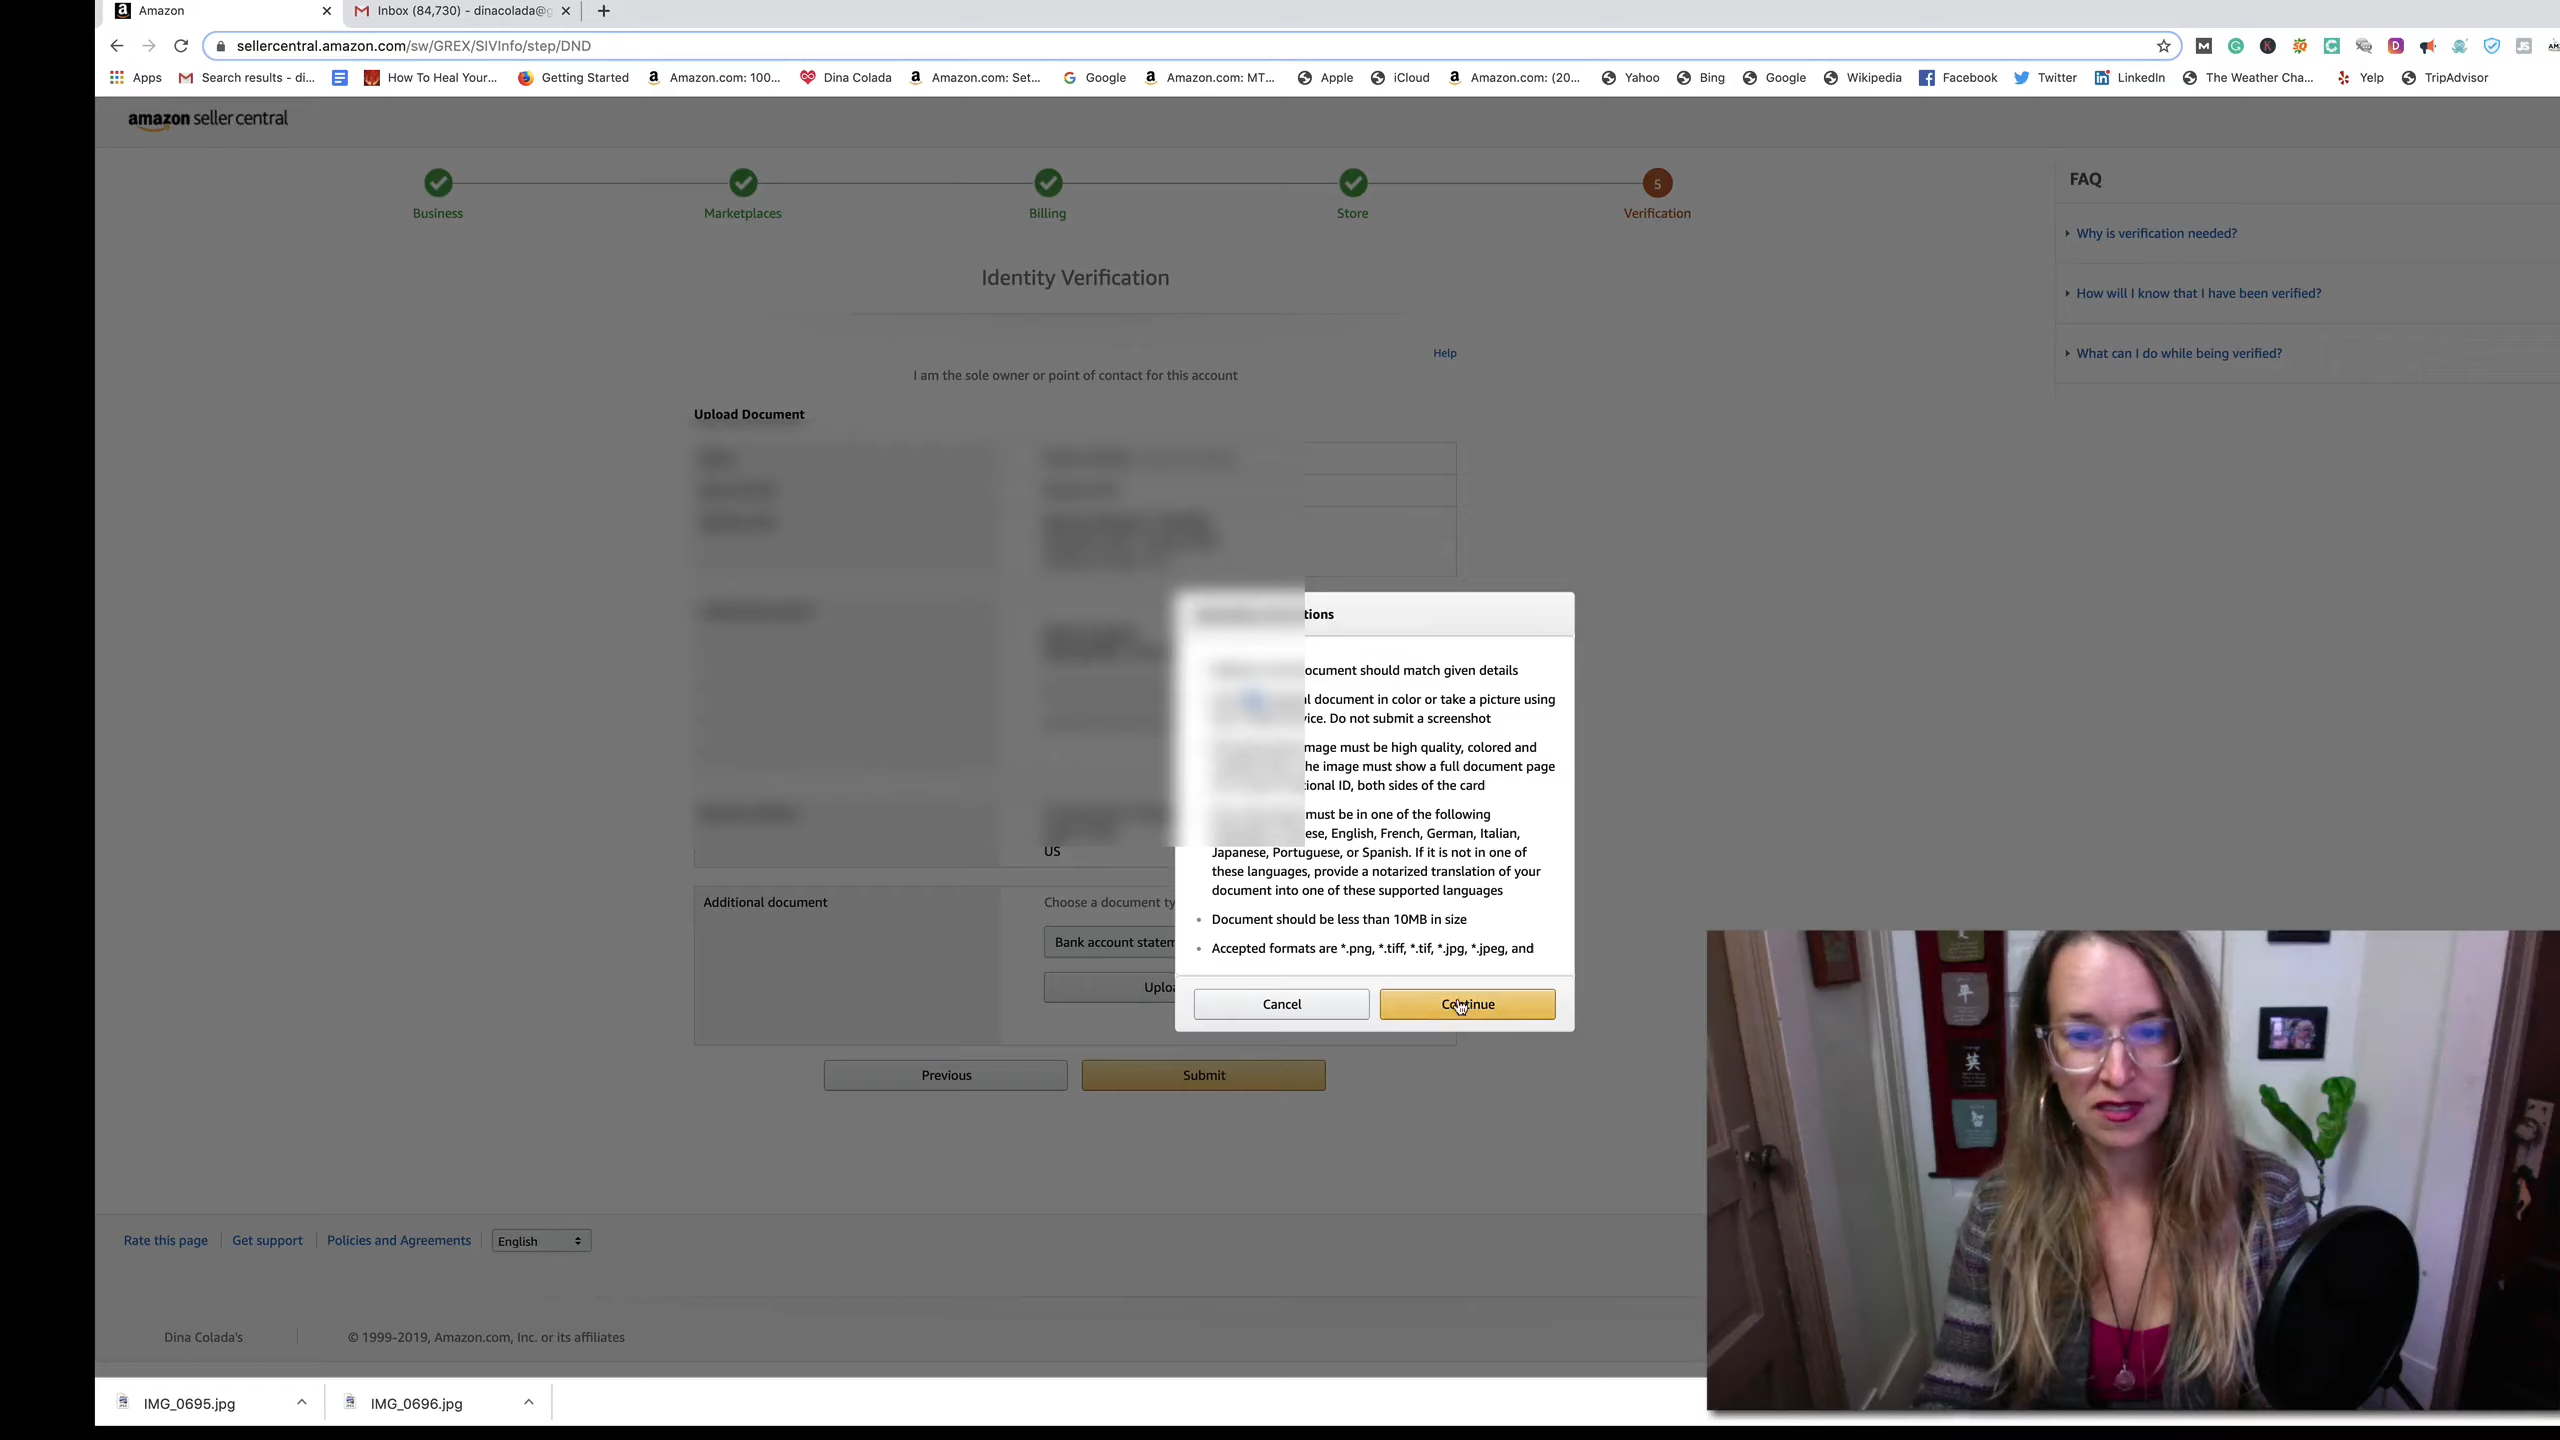 Amazon
Inbox (84,730) - dinacolada@g
sellercentral.amazon.com/sw/GREX/SIVInfo/step/DND
Apps Search results - di... How To Heal Your... Getting Started Amazon.com: 100... Dina Colada Amazon.com: Set... Google Amazon.com: MT... Apple iCloud Amazon.com: (20... Yahoo Bing Google Wikipedia Facebook Twitter LinkedIn The Weather Cha... Yelp TripAdvisor
amazon seller central
Business Marketplaces Billing Store 5 Verification
FAQ
Why is verification needed?
How will I know that I have been verified?
What can I do while being verified?
Identity Verification
Help
I am the sole owner or point of contact for this account
Upload Document
US
Additional document
Choose a document ty
Bank account statem
Uplo
tions
ocument should match given details
l document in color or take a picture using
ice. Do not submit a screenshot
mage must be high quality, colored and
he image must show a full document page
ional ID, both sides of the card
must be in one of the following
ese, English, French, German, Italian,
Japanese, Portuguese, or Spanish. If it is not in one of
these languages, provide a notarized translation of your
document into one of these supported languages
Document should be less than 10MB in size
Accepted formats are *.png, *.tiff, *.tif, *.jpg, *.jpeg, and
Cancel
Continue
Previous
Submit
Rate this page Get support Policies and Agreements English
Dina Colada's © 1999-2019, Amazon.com, Inc. or its affiliates
IMG_0695.jpg IMG_0696.jpg
早
英